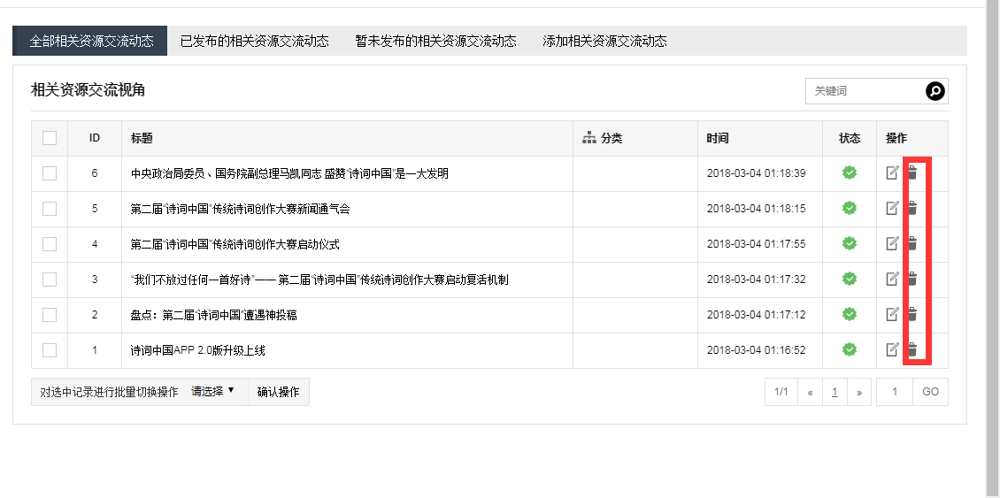 全部相关资源交流动态 已发布的相关资源交流动态 暂未发布的相关资源交流动态 添加相关资源交流动态
相关资源交流视角 关键词
ID 标题 分类 时间 状态 操作
6 中央政治局委员、国务院副总理马凯同志 盛赞“诗词中国”是一大发明 2018-03-04 01:18:39
5 第二届“诗词中国”传统诗词创作大赛新闻通气会 2018-03-04 01:18:15
4 第二届“诗词中国”传统诗词创作大赛启动仪式 2018-03-04 01:17:55
3 “我们不放过任何一首好诗”—— 第二届“诗词中国”传统诗词创作大赛启动复活机制 2018-03-04 01:17:32
2 盘点：第二届“诗词中国”遭遇神投稿 2018-03-04 01:17:12
1 诗词中国APP 2.0版升级上线 2018-03-04 01:16:52
对选中记录进行批量切换操作 请选择 ▼ 确认操作 1/1 « 1 » 1 GO